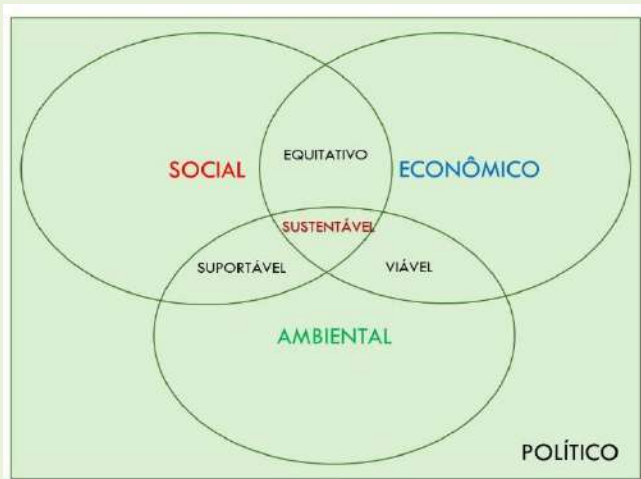 EQUITATIVO
SOCIAL
ECONÔMICO
SUSTENTÁVEL
SUPORTÁVEL
VIÁVEL
AMBIENTAL
POLÍTICO